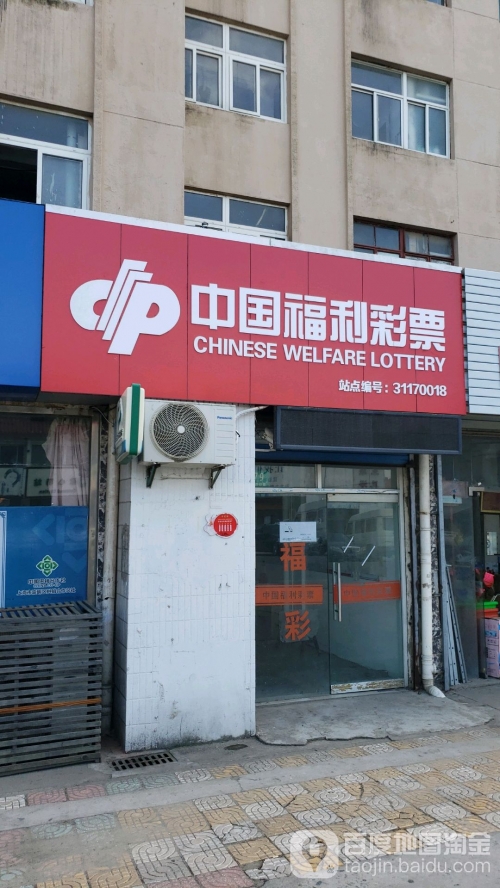 中国福利彩票
CHINESE WELFARE LOTTERY
站点编号：31170018
Panasonic
福
中国福利彩票
彩
百度地图淘金
taojin.baidu.com